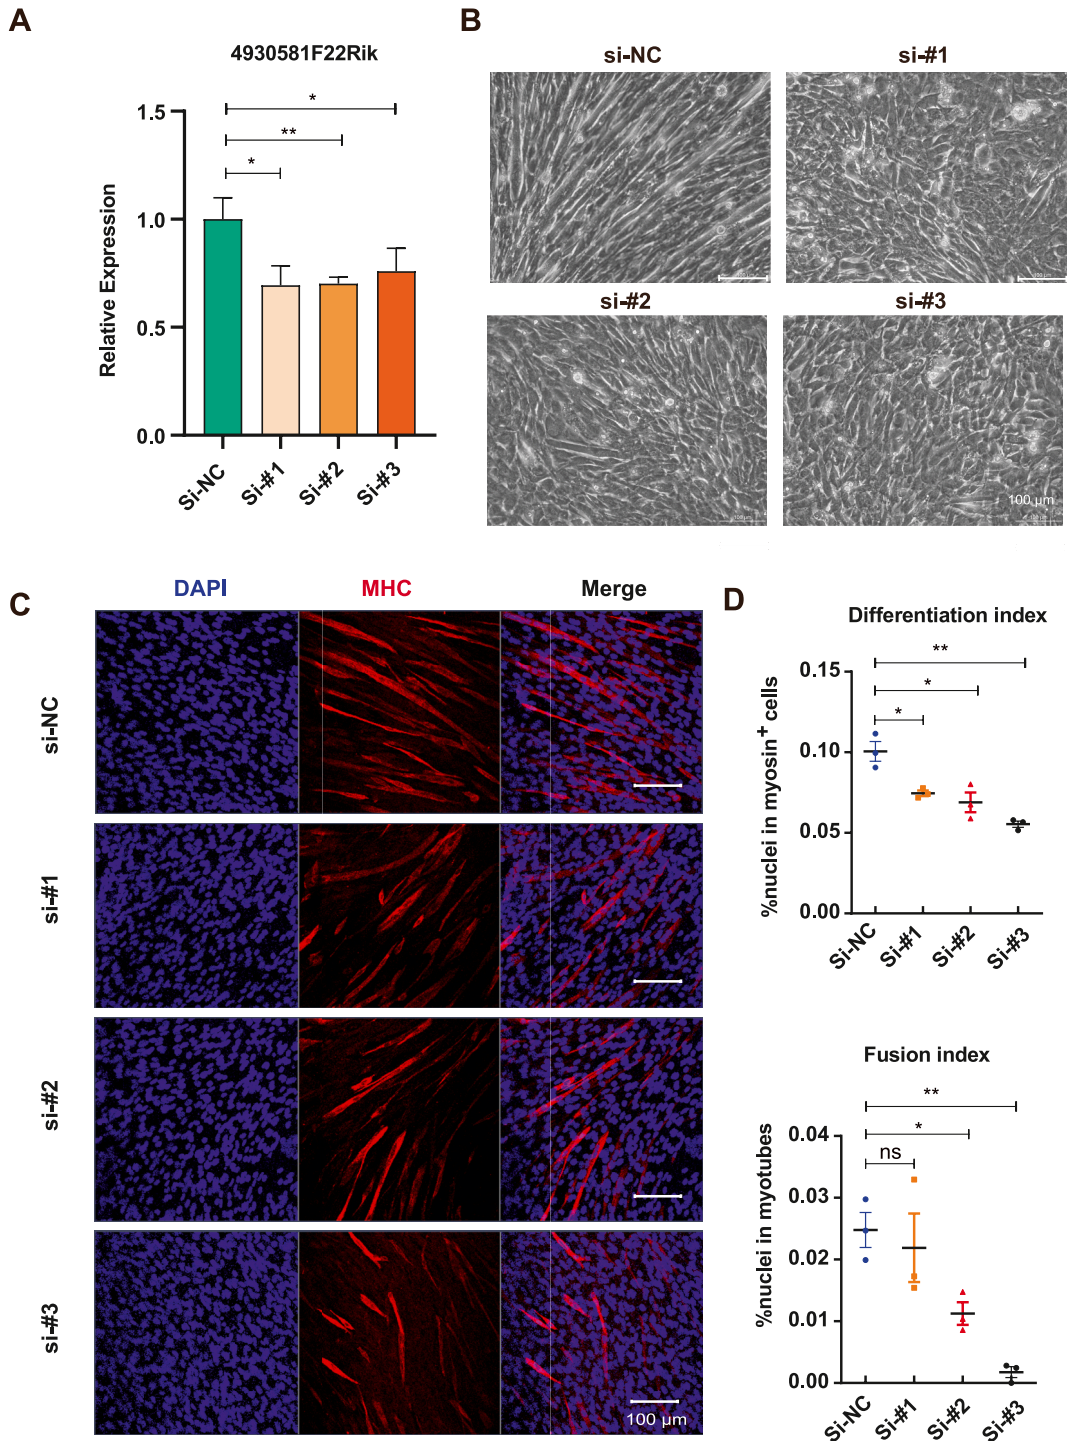 A
4930581F22Rik
*
**
*
1.5
1.0
0.5
0.0
Relative Expression
Si-NC
Si-#1
Si-#2
Si-#3
B
si-NC
si-#1
si-#2
si-#3
100 µm
C
DAPI
MHC
Merge
si-NC
si-#1
si-#2
si-#3
100 µm
D
Differentiation index
**
*
*
0.15
0.10
0.05
0.00
%nuclei in myosin⁺ cells
Si-NC
Si-#1
Si-#2
Si-#3
Fusion index
**
*
ns
0.04
0.03
0.02
0.01
0.00
%nuclei in myotubes
Si-NC
Si-#1
Si-#2
Si-#3